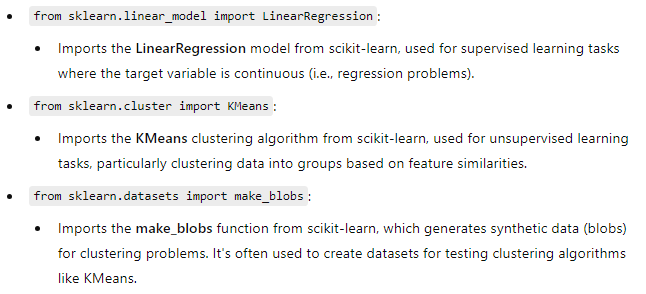 from sklearn.linear_model import LinearRegression:
Imports the LinearRegression model from scikit-learn, used for supervised learning tasks
where the target variable is continuous (i.e., regression problems).
from sklearn.cluster import KMeans:
Imports the KMeans clustering algorithm from scikit-learn, used for unsupervised learning
tasks, particularly clustering data into groups based on feature similarities.
from sklearn.datasets import make_blobs:
Imports the make_blobs function from scikit-learn, which generates synthetic data (blobs)
for clustering problems. It's often used to create datasets for testing clustering algorithms
like KMeans.